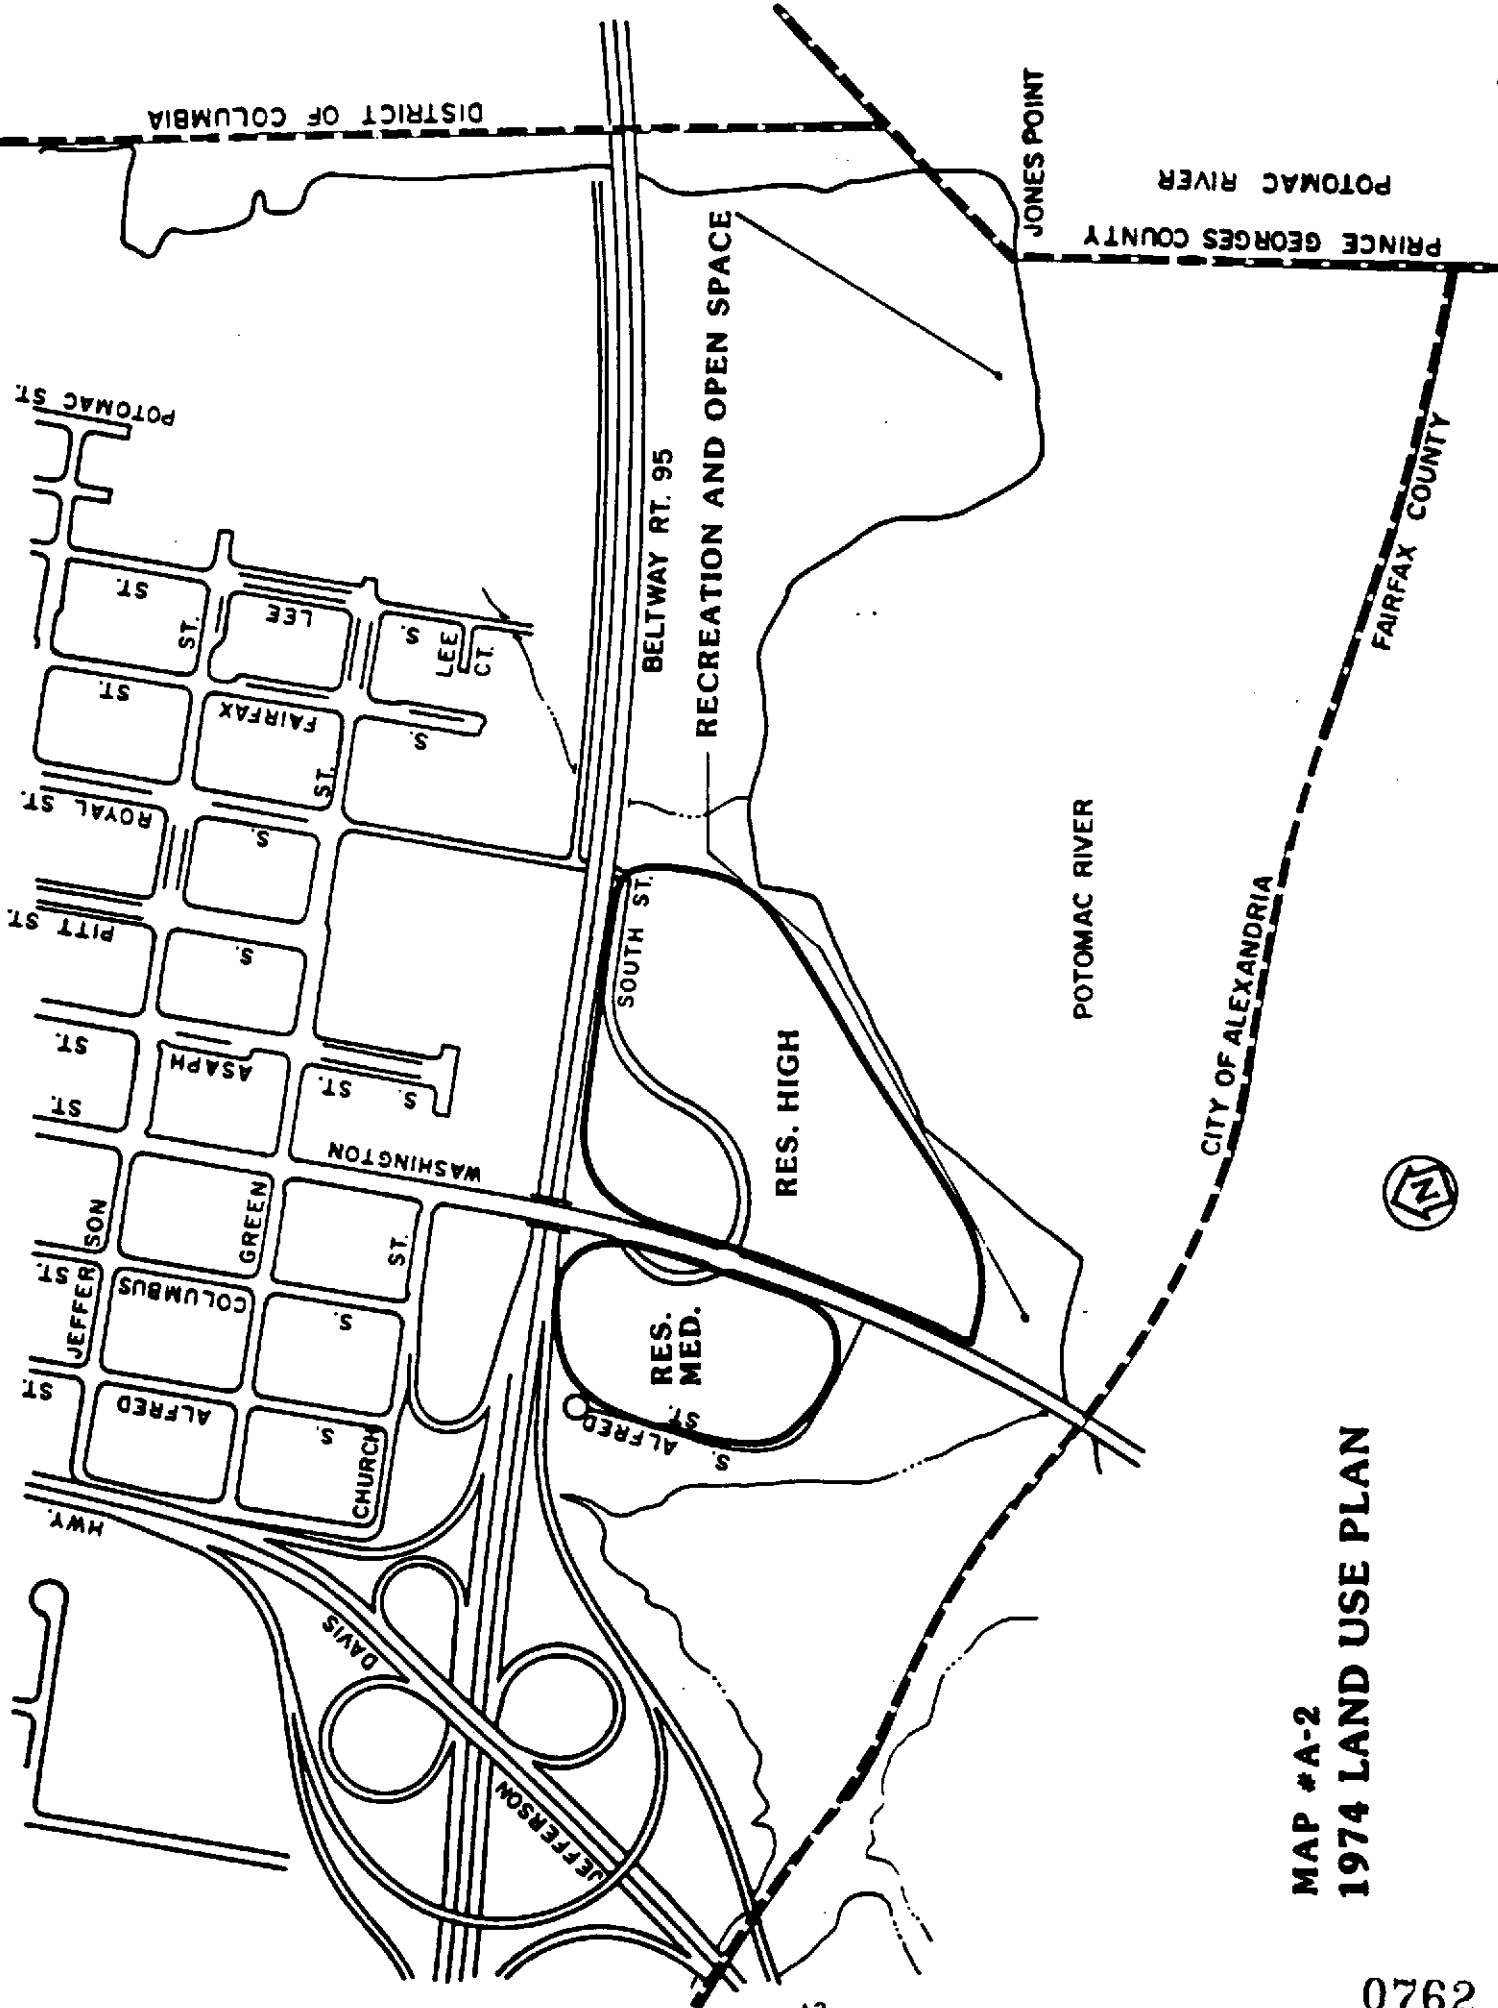 DISTRICT OF COLUMBIA
JONES POINT
POTOMAC RIVER
PRINCE GEORGES COUNTY
RECREATION AND OPEN SPACE
BELTWAY RT. 95
POTOMAC ST.
ST.
LEE
S.
ST.
LEE
CT.
ST.
FAIRFAX
S.
ST.
ROYAL ST.
S.
PITT ST.
S.
ST.
ASAPH
ST.
S.
ST.
WASHINGTON
ST.
JEFFERSON
GREEN
ST.
COLUMBUS
S.
ST.
ALFRED
S.
CHURCH
HWY.
DAVIS
JEFFERSON
SOUTH ST.
RES. HIGH
RES.
MED.
S. ALFRED ST.
POTOMAC RIVER
FAIRFAX COUNTY
CITY OF ALEXANDRIA
N
MAP #A-2
1974 LAND USE PLAN
0762